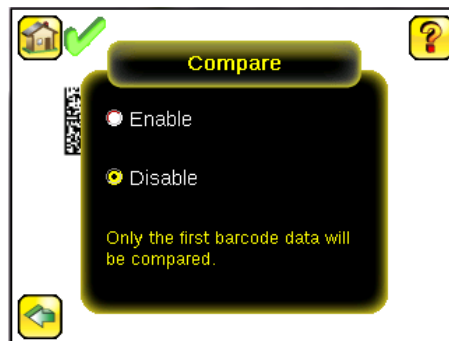 Compare
Enable
Disable
Only the first barcode data will
be compared.